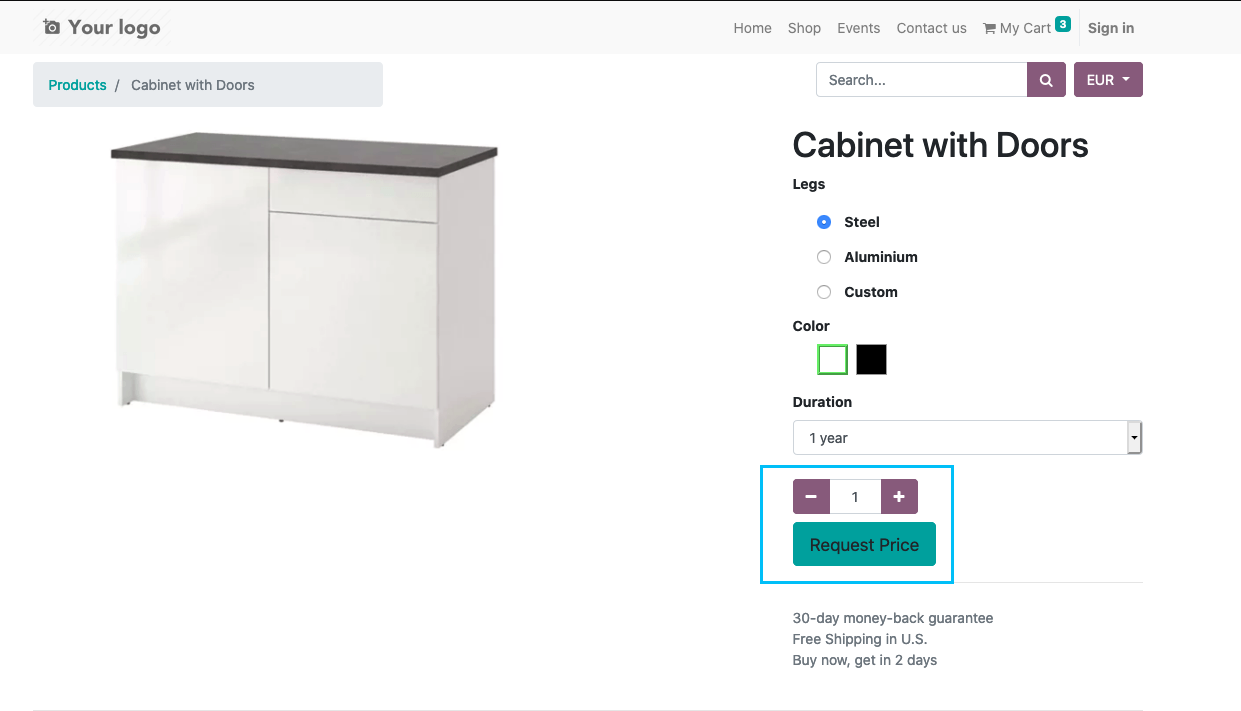 Your logo
Home Shop Events Contact us My Cart 3 Sign in
Products / Cabinet with Doors
Search... EUR
Cabinet with Doors
Legs
Steel
Aluminium
Custom
Color
Duration
1 year
1
Request Price
30-day money-back guarantee
Free Shipping in U.S.
Buy now, get in 2 days